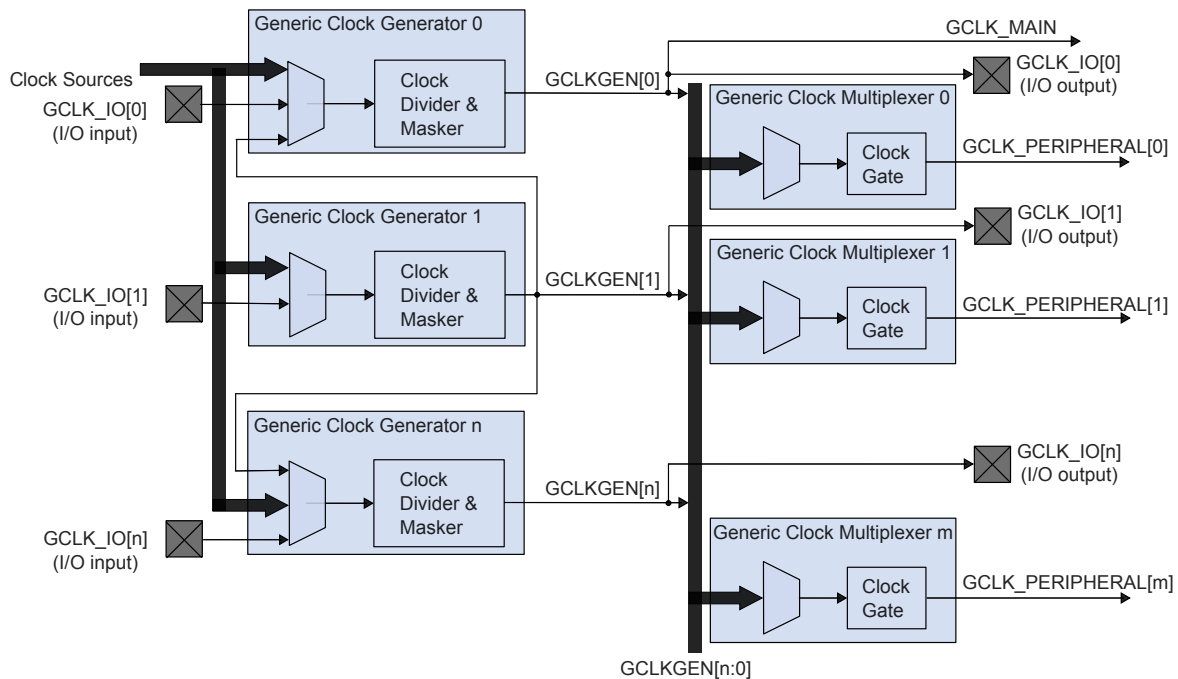 Generic Clock Generator 0
Clock Sources
GCLK_IO[0]
(I/O input)
Clock
Divider &
Masker
GCLKGEN[0]
GCLK_MAIN
GCLK_IO[0]
(I/O output)
Generic Clock Multiplexer 0
Clock
Gate
GCLK_PERIPHERAL[0]
Generic Clock Generator 1
GCLK_IO[1]
(I/O input)
Clock
Divider &
Masker
GCLKGEN[1]
GCLK_IO[1]
(I/O output)
Generic Clock Multiplexer 1
Clock
Gate
GCLK_PERIPHERAL[1]
Generic Clock Generator n
GCLK_IO[n]
(I/O input)
Clock
Divider &
Masker
GCLKGEN[n]
GCLK_IO[n]
(I/O output)
Generic Clock Multiplexer m
Clock
Gate
GCLK_PERIPHERAL[m]
GCLKGEN[n:0]